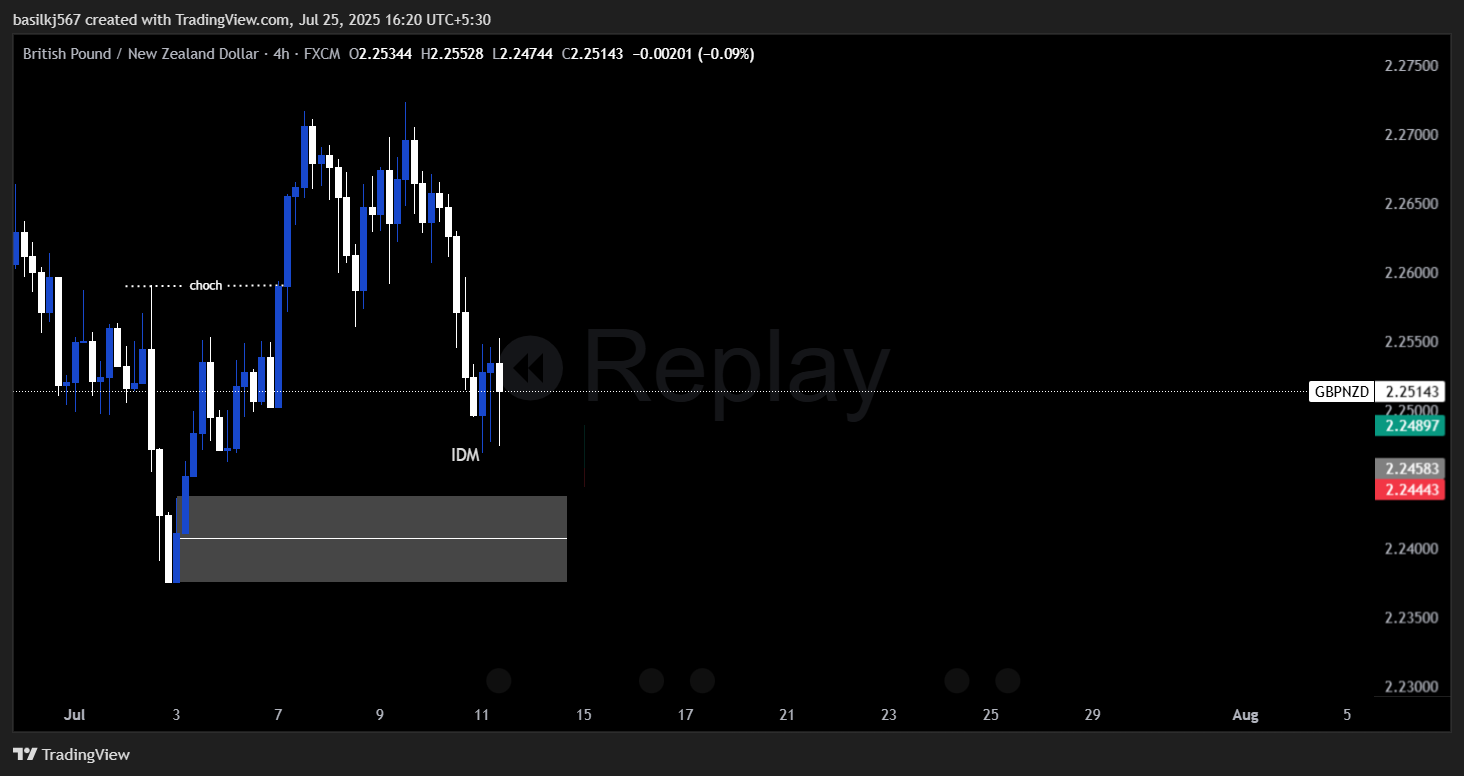 basilkj567 created with TradingView.com, Jul 25, 2025 16:20 UTC+5:30
British Pound / New Zealand Dollar · 4h · FXCM O2.25344 H2.25528 L2.24744 C2.25143 −0.00201 (−0.09%)
2.27500
2.27000
2.26500
2.26000
choch
2.25500
Replay
GBPNZD 2.25143
2.25000
2.24897
IDM
2.24583
2.24443
2.24000
2.23500
2.23000
Jul 3 7 9 11 15 17 21 23 25 29 Aug 5
TradingView